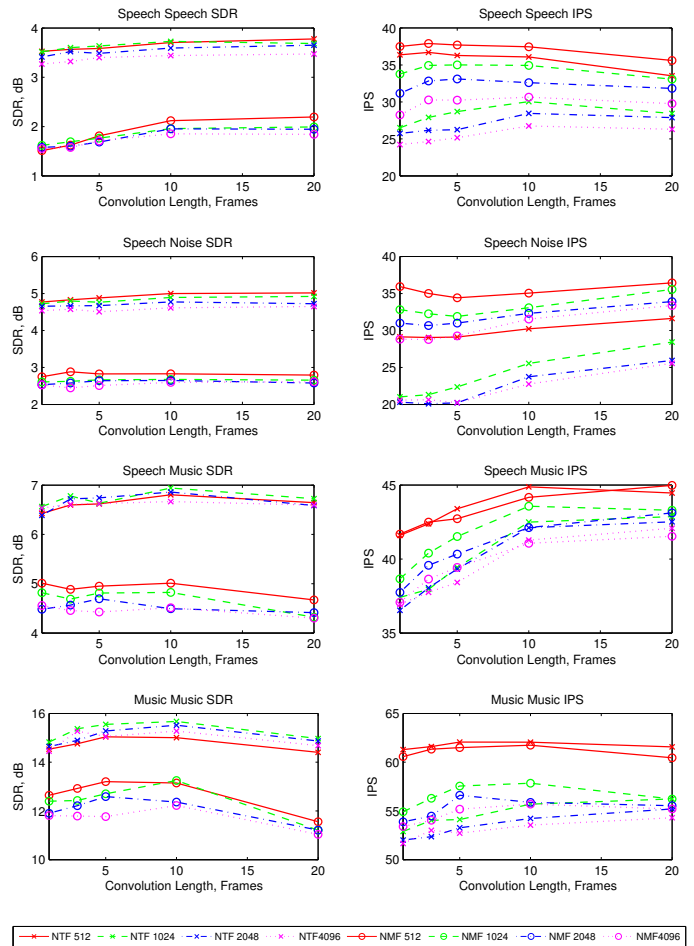 Speech Speech SDR
4
3
2
1
SDR, dB
5
10
15
20
Convolution Length, Frames
Speech Speech IPS
40
35
30
25
20
IPS
5
10
15
20
Convolution Length, Frames
Speech Noise SDR
6
5
4
3
2
SDR, dB
5
10
15
20
Convolution Length, Frames
Speech Noise IPS
40
35
30
25
20
IPS
5
10
15
20
Convolution Length, Frames
Speech Music SDR
7
6
5
4
SDR, dB
5
10
15
20
Convolution Length, Frames
Speech Music IPS
45
40
35
IPS
5
10
15
20
Convolution Length, Frames
Music Music SDR
16
14
12
10
SDR, dB
5
10
15
20
Convolution Length, Frames
Music Music IPS
65
60
55
50
IPS
5
10
15
20
Convolution Length, Frames
NTF 512 NTF 1024 NTF 2048 NTF4096 NMF 512 NMF 1024 NMF 2048 NMF4096